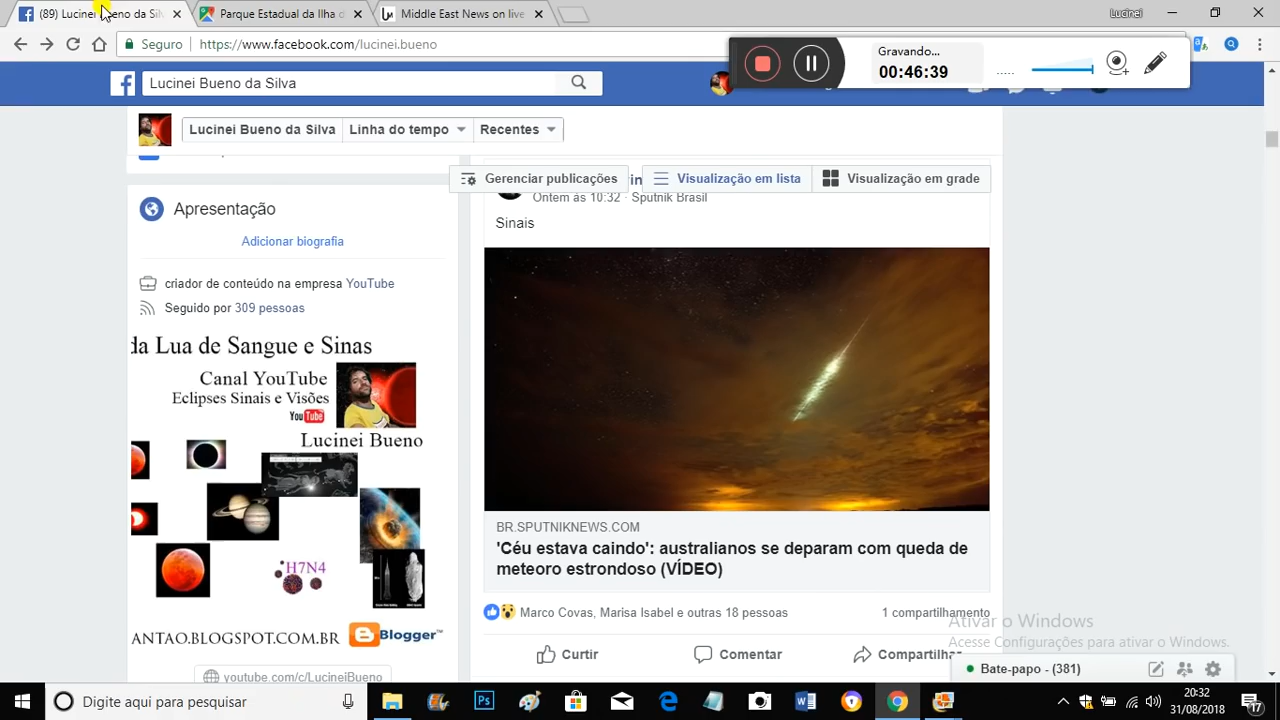 (89) Lucinei Bueno da Sil
Parque Estadual da Ilha d
Middle East News on live
Lucinei
Seguro
https://www.facebook.com/lucinei.bueno
Gravando...
00:46:39
Lucinei Bueno da Silva
Lucinei Bueno da Silva
Linha do tempo
Recentes
Gerenciar publicações
Visualização em lista
Visualização em grade
Ontem às 10:32 · Sputnik Brasil
Apresentação
Sinais
Adicionar biografia
criador de conteúdo na empresa YouTube
Seguido por 309 pessoas
da Lua de Sangue e Sinas
Canal YouTube
Eclipses Sinais e Visões
YouTube
Lucinei Bueno
H7N4
ANTAO.BLOGSPOT.COM.BR
Blogger™
youtube.com/c/LucineiBueno
BR.SPUTNIKNEWS.COM
'Céu estava caindo': australianos se deparam com queda de
meteoro estrondoso (VÍDEO)
Marco Covas, Marisa Isabel e outras 18 pessoas
1 compartilhamento
Curtir
Comentar
Compartilhar
Ativar o Windows
Acesse Configurações para ativar o Windows.
Bate-papo - (381)
Digite aqui para pesquisar
20:32
31/08/2018
17